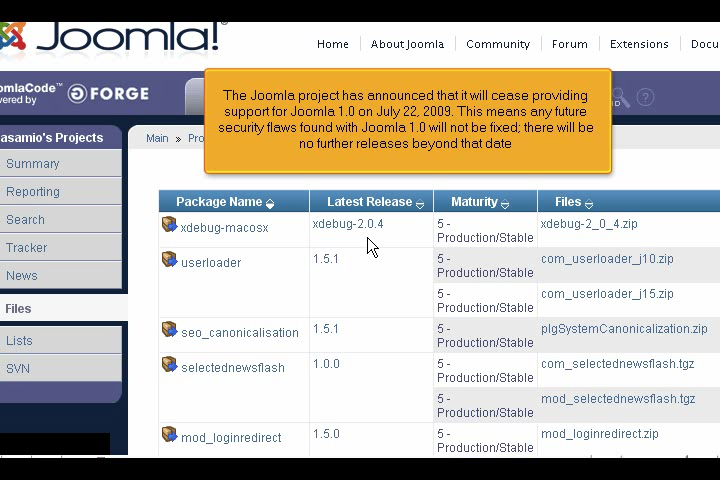 Joomla!
Home About Joomla Community Forum Extensions Docu
omlaCode™
wered by GFORGE
The Joomla project has announced that it will cease providing
support for Joomla 1.0 on July 22, 2009. This means any future
security flaws found with Joomla 1.0 will not be fixed; there will be
no further releases beyond that date
asamio's Projects
Main » Pro
Summary
Reporting
Search
Tracker
News
Files
Lists
SVN
Package Name Latest Release Maturity Files
xdebug-macosx xdebug-2.0.4 5 - Production/Stable xdebug-2_0_4.zip
userloader 1.5.1 5 - Production/Stable com_userloader_j10.zip
5 - Production/Stable com_userloader_j15.zip
seo_canonicalisation 1.5.1 5 - Production/Stable plgSystemCanonicalization.zip
selectednewsflash 1.0.0 5 - Production/Stable com_selectednewsflash.tgz
5 - Production/Stable mod_selectednewsflash.tgz
mod_loginredirect 1.5.0 5 - Production/Stable mod_loginredirect.zip